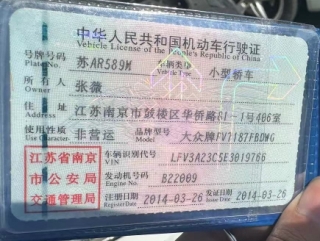 中华人民共和国机动车行驶证
Vehicle License of the People's Republic of China
号牌号码 苏AR589M 车辆类型 小型轿车
Plate No. Vehicle Type
所有人 张薇
Owner
住址 江苏南京市鼓楼区华侨路81-1号406室
Address
使用性质 非营运 品牌型号 大众牌FV7187FBDWG
Use Character Model
江苏省南京 车辆识别代号 LFV3A23C5E3019766
市公安局 VIN
交通管理局 发动机号码 B22009
Engine No.
注册日期 2014-03-26 发证日期 2014-03-26
Register Date Issue Date